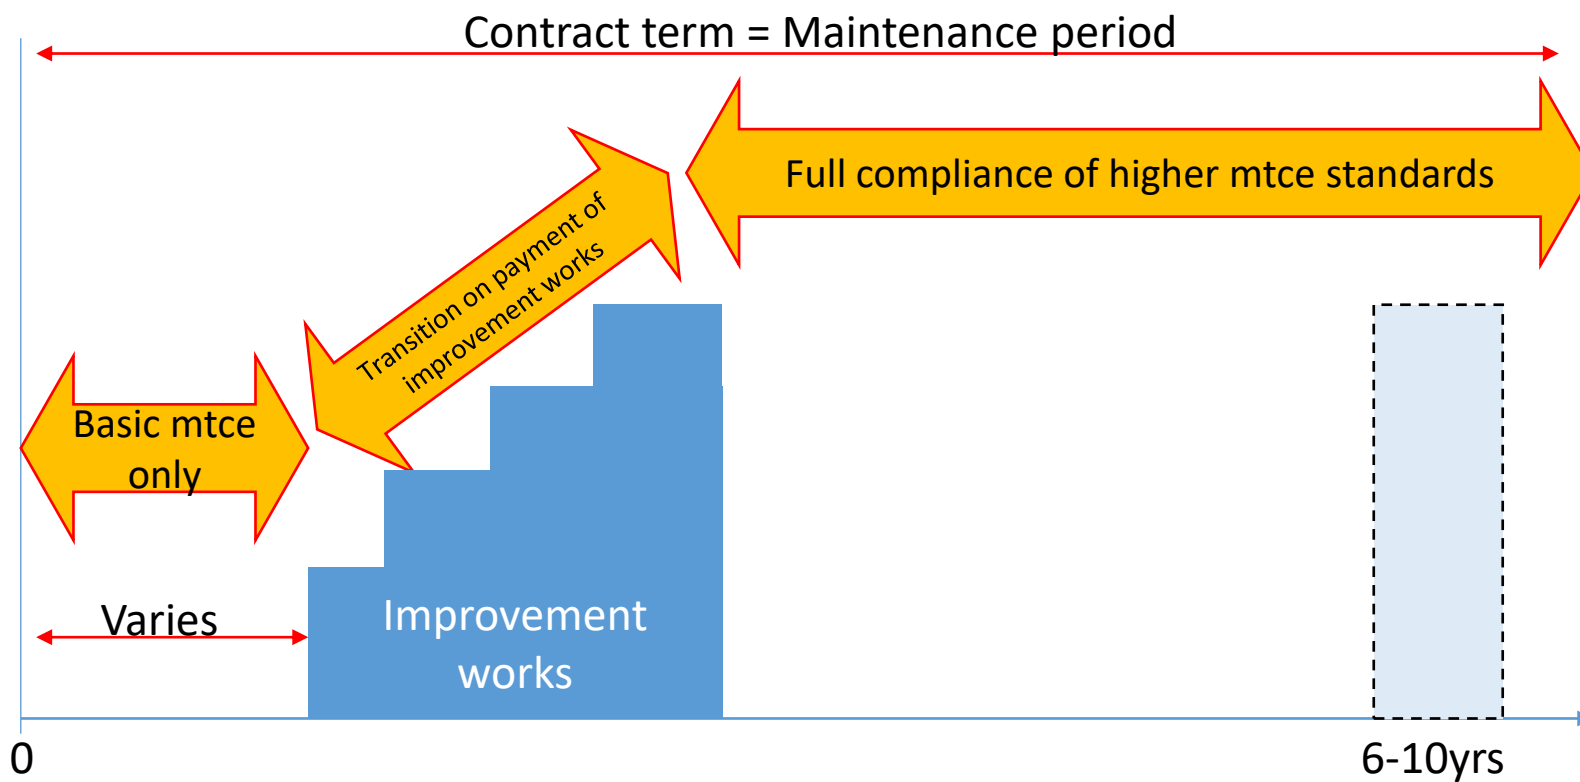 Contract term = Maintenance period
Full compliance of higher mtce standards
Transition on payment of
improvement works
Basic mtce
only
Varies
Improvement
works
0
6-10yrs